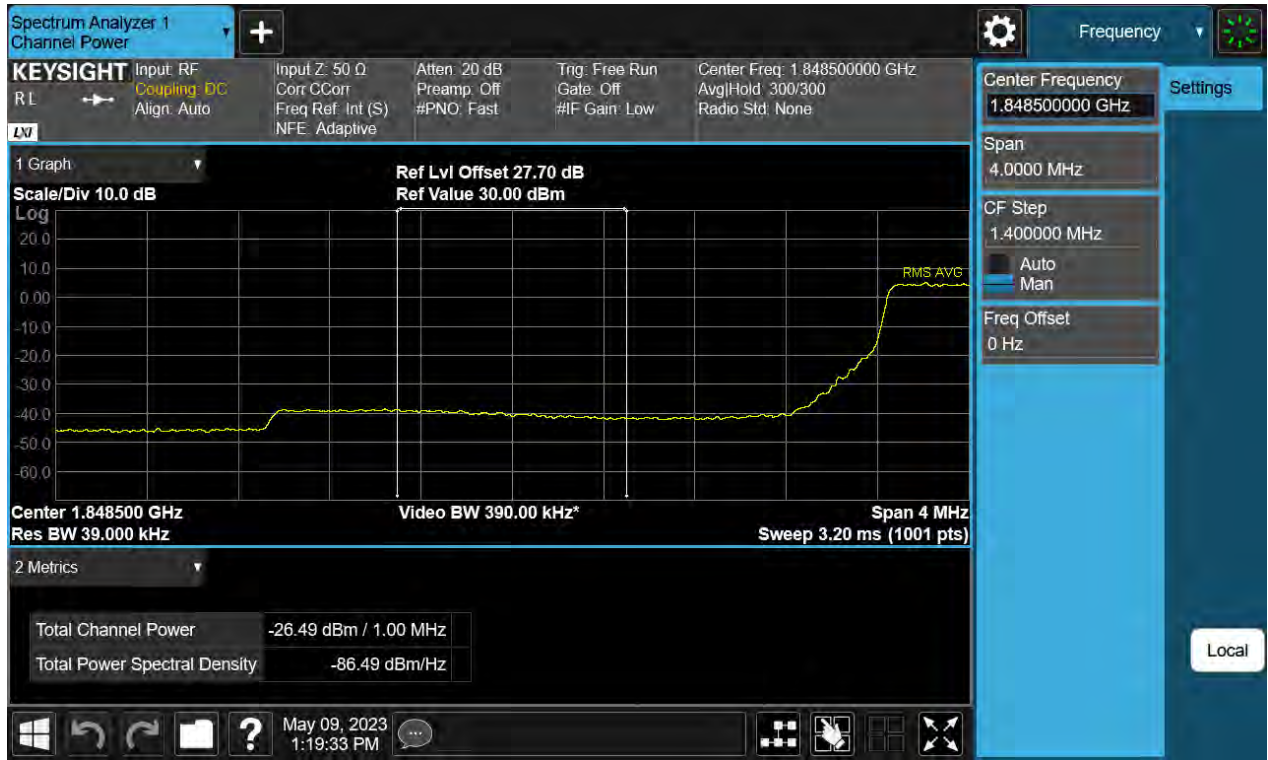 Spectrum Analyzer 1
Channel Power
+
Frequency
KEYSIGHT
RL
LXI
Input: RF
Coupling: DC
Align: Auto
Input Z: 50 Ω
Corr CCorr
Freq Ref: Int (S)
NFE: Adaptive
Atten: 20 dB
Preamp: Off
#PNO: Fast
Trig: Free Run
Gate: Off
#IF Gain: Low
Center Freq: 1.848500000 GHz
Avg|Hold: 300/300
Radio Std: None
Center Frequency
1.848500000 GHz
Settings
Span
4.0000 MHz
CF Step
1.400000 MHz
Auto
Man
Freq Offset
0 Hz
1 Graph
Scale/Div 10.0 dB
Ref Lvl Offset 27.70 dB
Ref Value 30.00 dBm
Log
20.0
10.0
0.00
-10.0
-20.0
-30.0
-40.0
-50.0
-60.0
RMS AVG
Center 1.848500 GHz
Video BW 390.00 kHz*
Span 4 MHz
Res BW 39.000 kHz
Sweep 3.20 ms (1001 pts)
2 Metrics
Total Channel Power -26.49 dBm / 1.00 MHz
Total Power Spectral Density -86.49 dBm/Hz
Local
?
May 09, 2023
1:19:33 PM